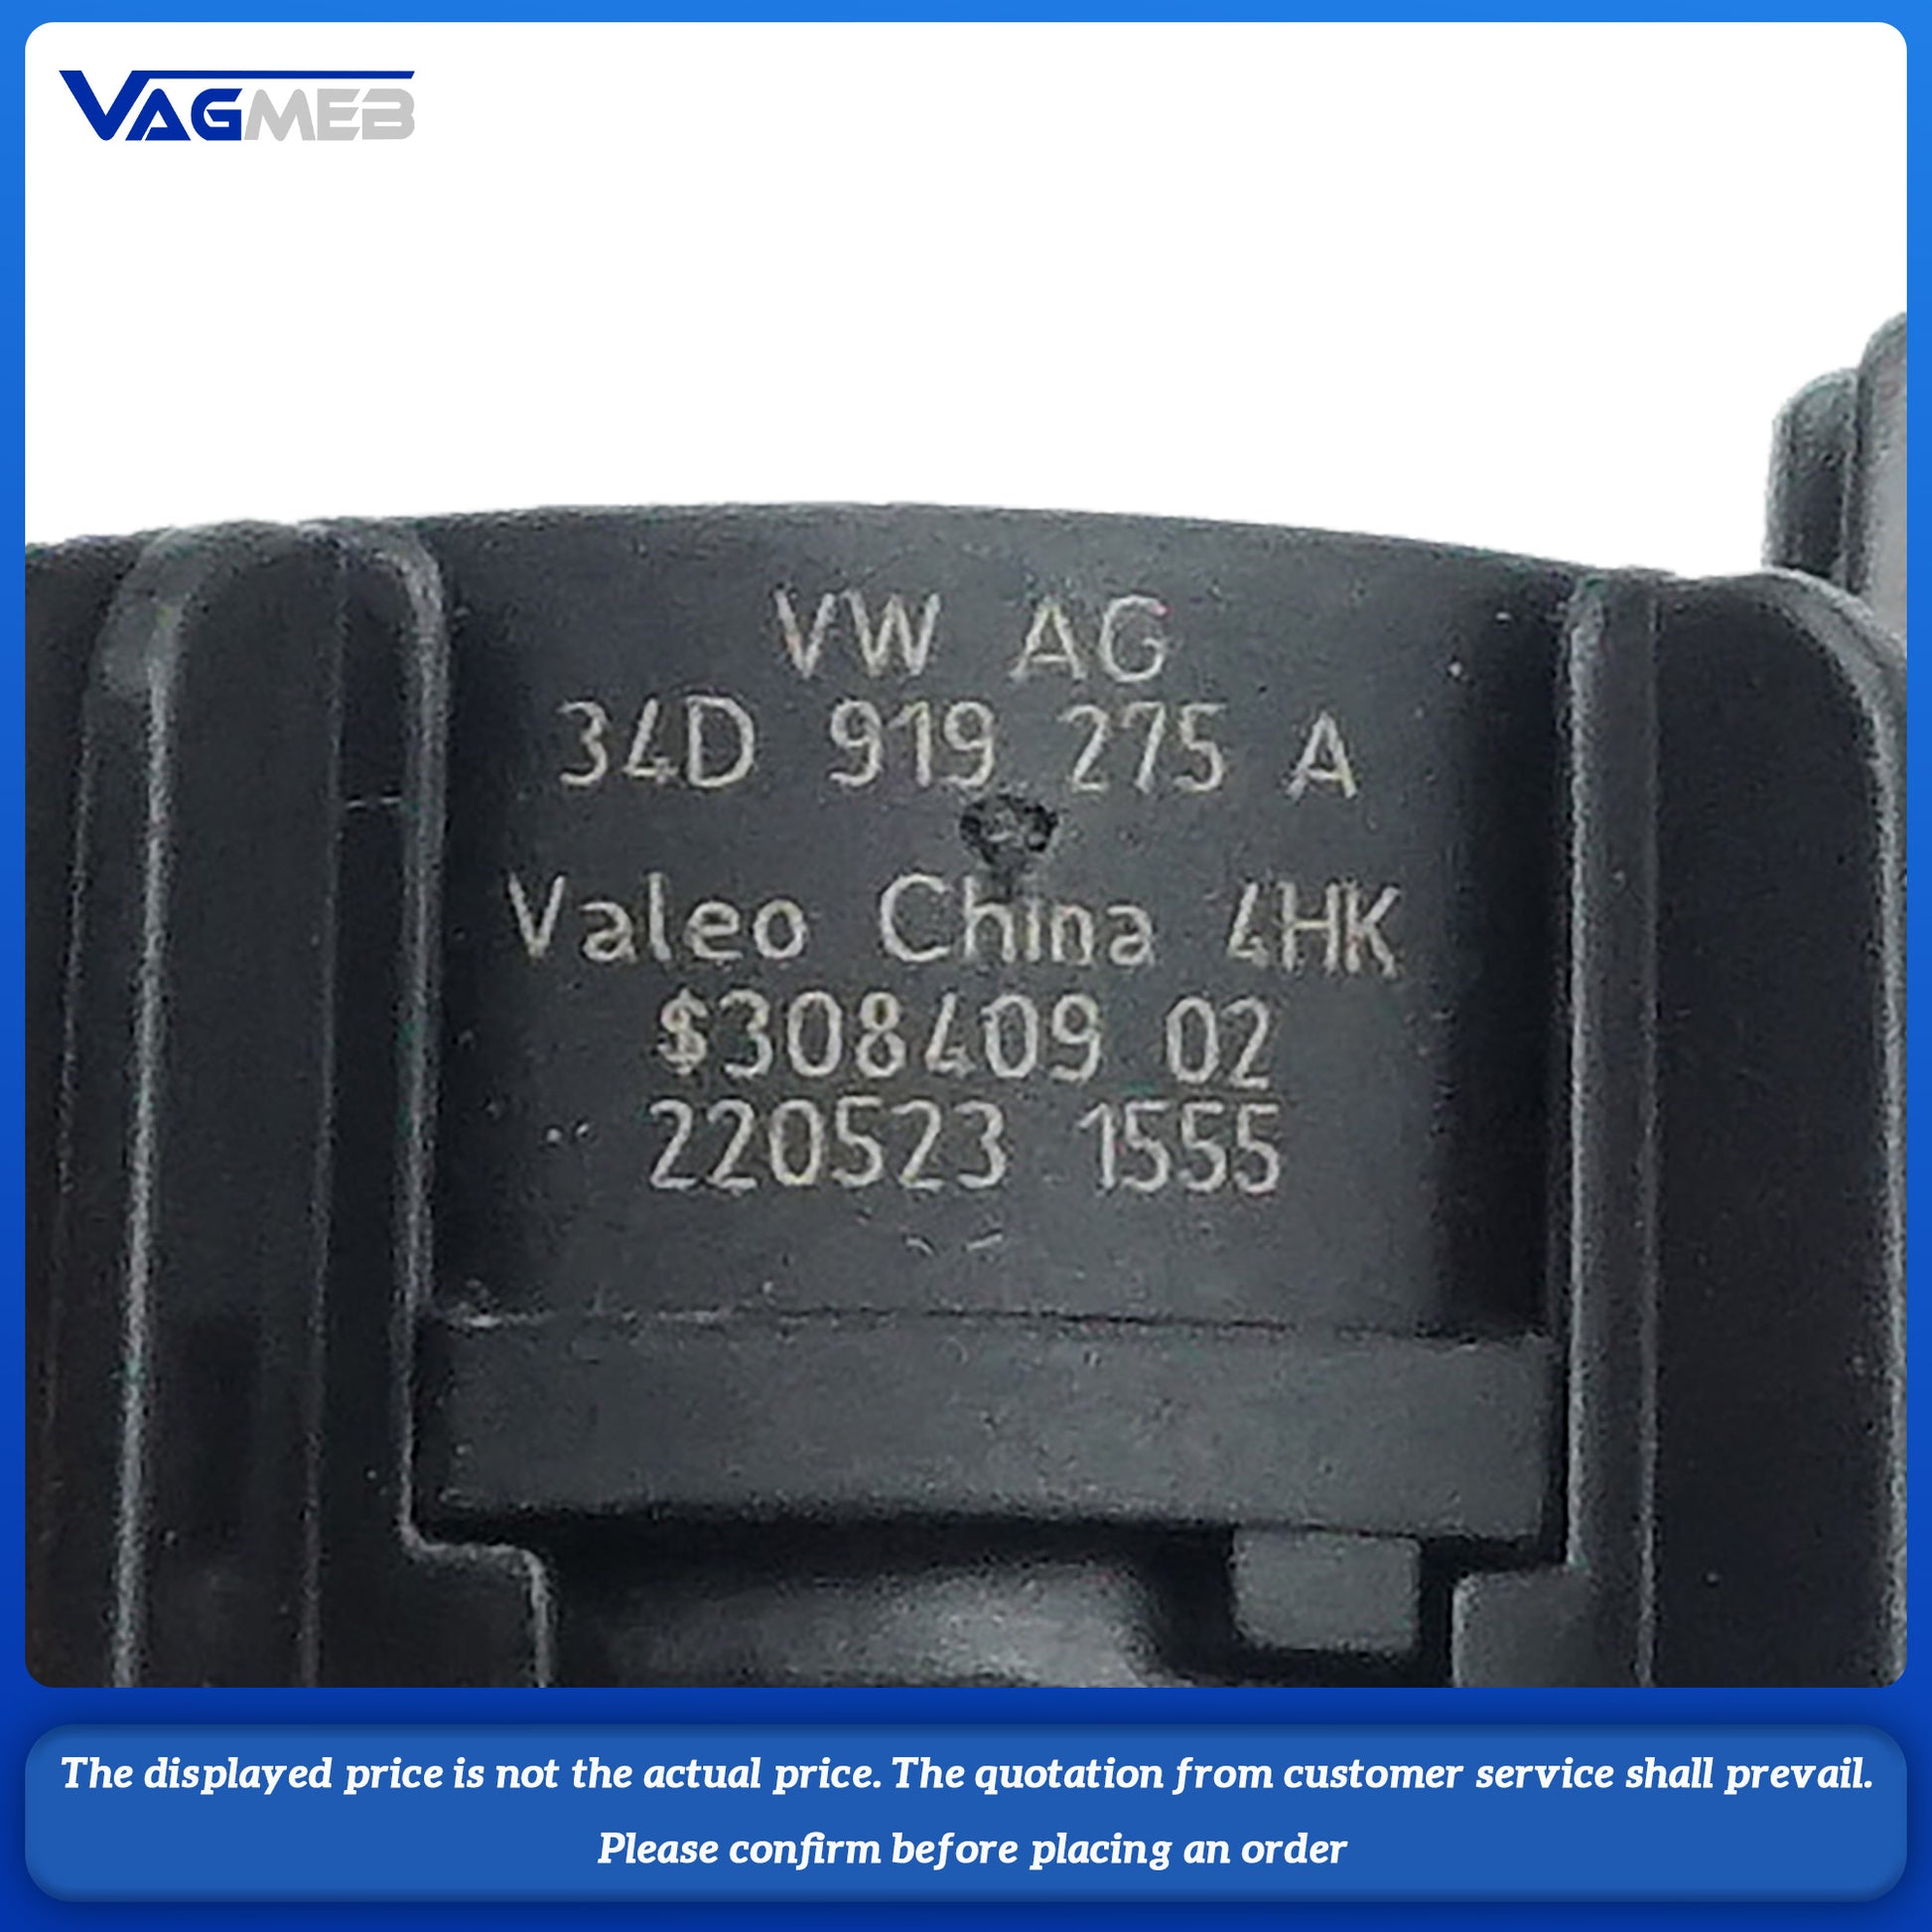 VAGMEB
VW AG
34D 919 275 A
Valeo China 4HK
$308409 02
220523 1555
The displayed price is not the actual price. The quotation from customer service shall prevail.
Please confirm before placing an order